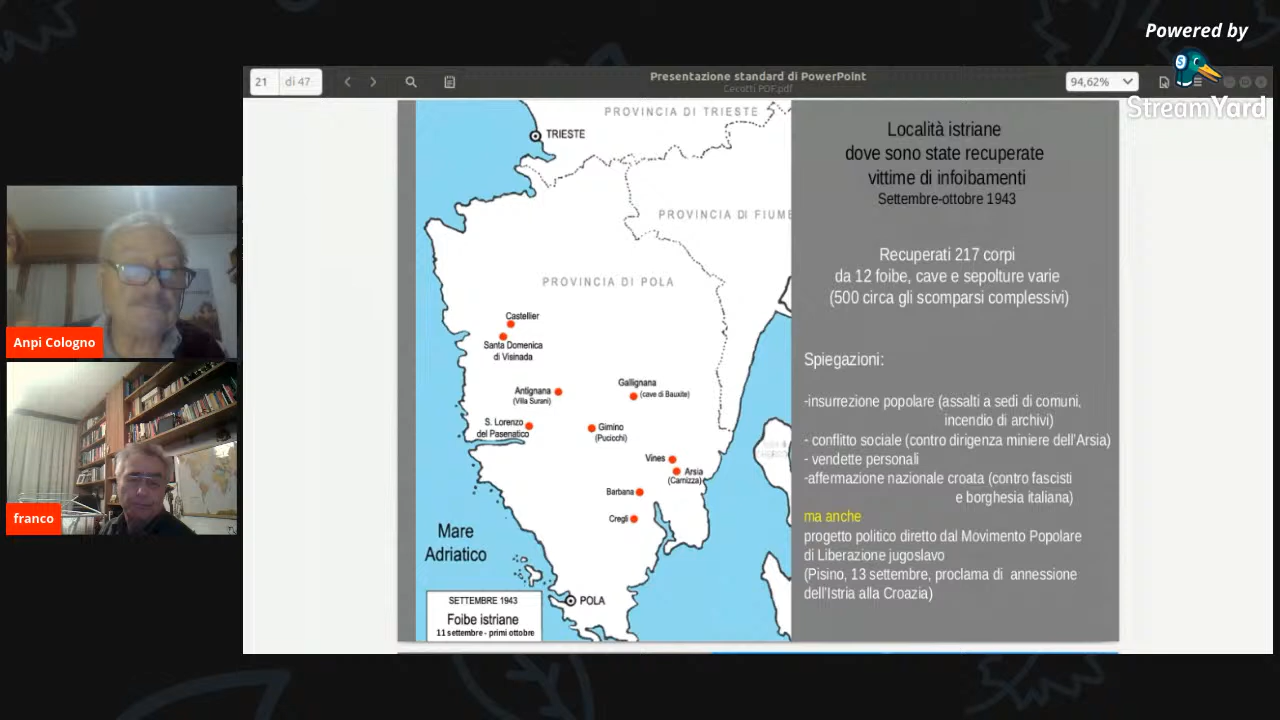 Powered by
StreamYard
21 di 47
Presentazione standard di PowerPoint
Cecotti PDF.pdf
94,62%
PROVINCIA DI TRIESTE
TRIESTE
PROVINCIA DI FIUME
PROVINCIA DI POLA
Castellier
Santa Domenica
di Visinada
Antignana
(Villa Surani)
Gallignana
(cave di Bauxite)
S. Lorenzo
del Pasenatico
Gimino
(Pucicchi)
Vines
Arsia
(Carnizza)
Barbana
Cregli
Mare
Adriatico
POLA
SETTEMBRE 1943
Foibe istriane
11 settembre - primi ottobre
Località istriane
dove sono state recuperate
vittime di infoibamenti
Settembre-ottobre 1943
Recuperati 217 corpi
da 12 foibe, cave e sepolture varie
(500 circa gli scomparsi complessivi)
Spiegazioni:
-insurrezione popolare (assalti a sedi di comuni,
incendio di archivi)
- conflitto sociale (contro dirigenza miniere dell'Arsia)
- vendette personali
-affermazione nazionale croata (contro fascisti
e borghesia italiana)
ma anche
progetto politico diretto dal Movimento Popolare
di Liberazione jugoslavo
(Pisino, 13 settembre, proclama di annessione
dell'Istria alla Croazia)
Anpi Cologno
franco